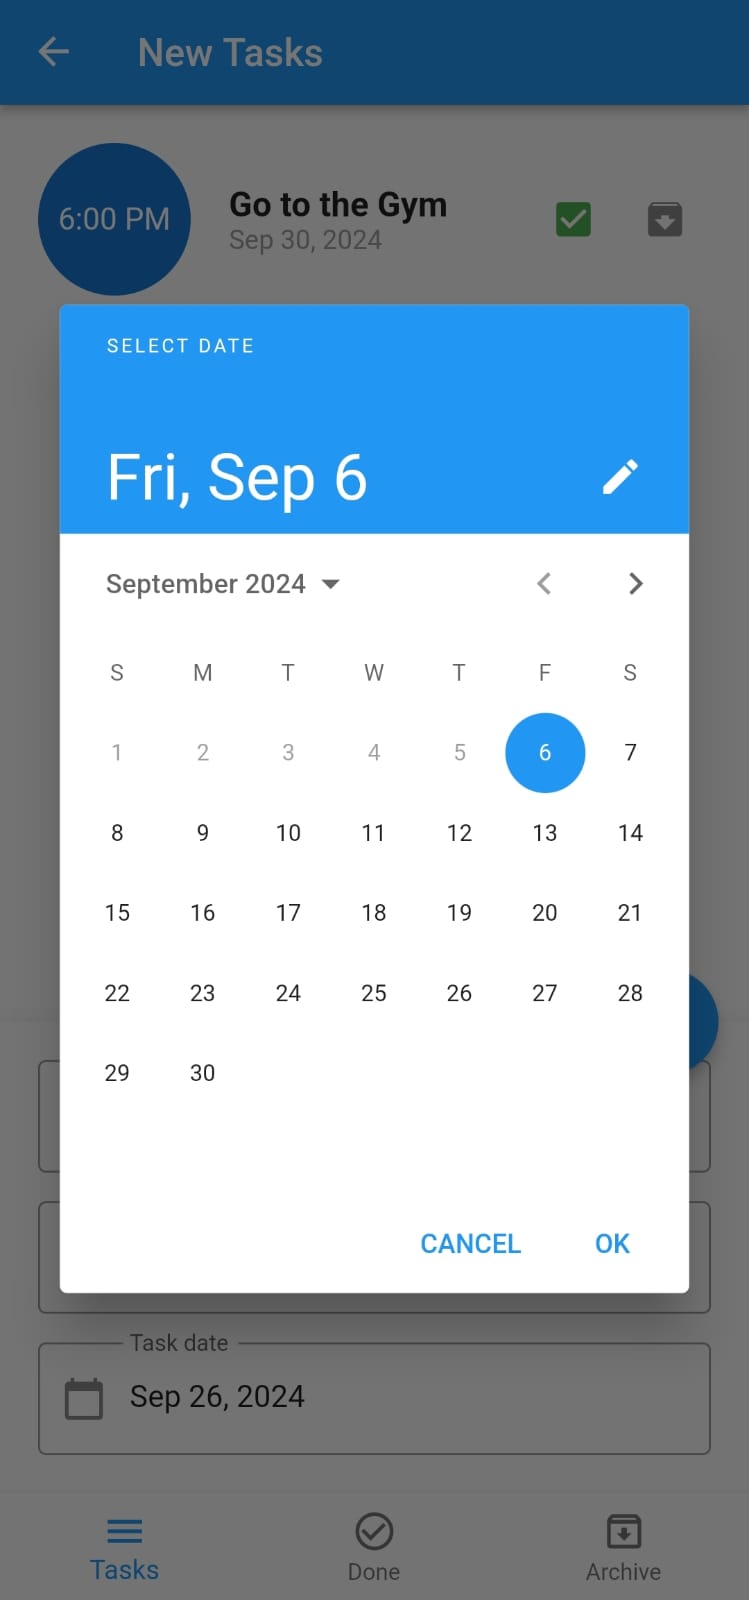 New Tasks
6:00 PM
Go to the Gym
Sep 30, 2024
SELECT DATE
Fri, Sep 6
September 2024
S M T W T F S
1 2 3 4 5 6 7
8 9 10 11 12 13 14
15 16 17 18 19 20 21
22 23 24 25 26 27 28
29 30
CANCEL OK
Task date
Sep 26, 2024
Tasks Done Archive